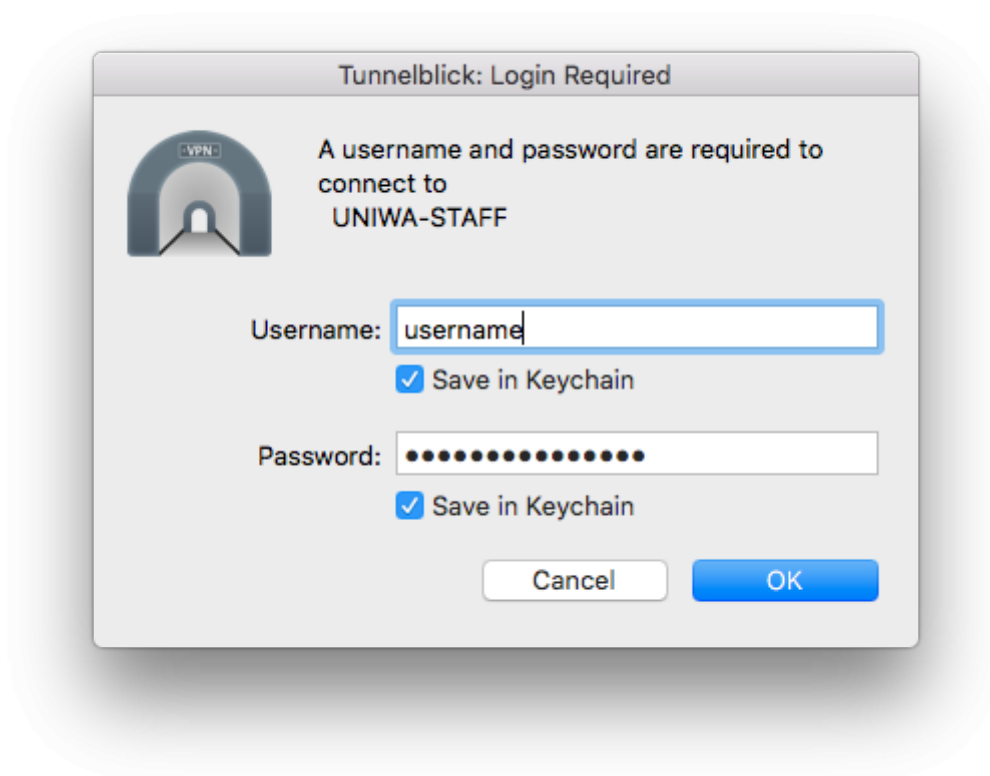 Tunnelblick: Login Required
VPN
A username and password are required to
connect to
UNIWA-STAFF
Username: username
Save in Keychain
Password: •••••••••••••••
Save in Keychain
Cancel OK